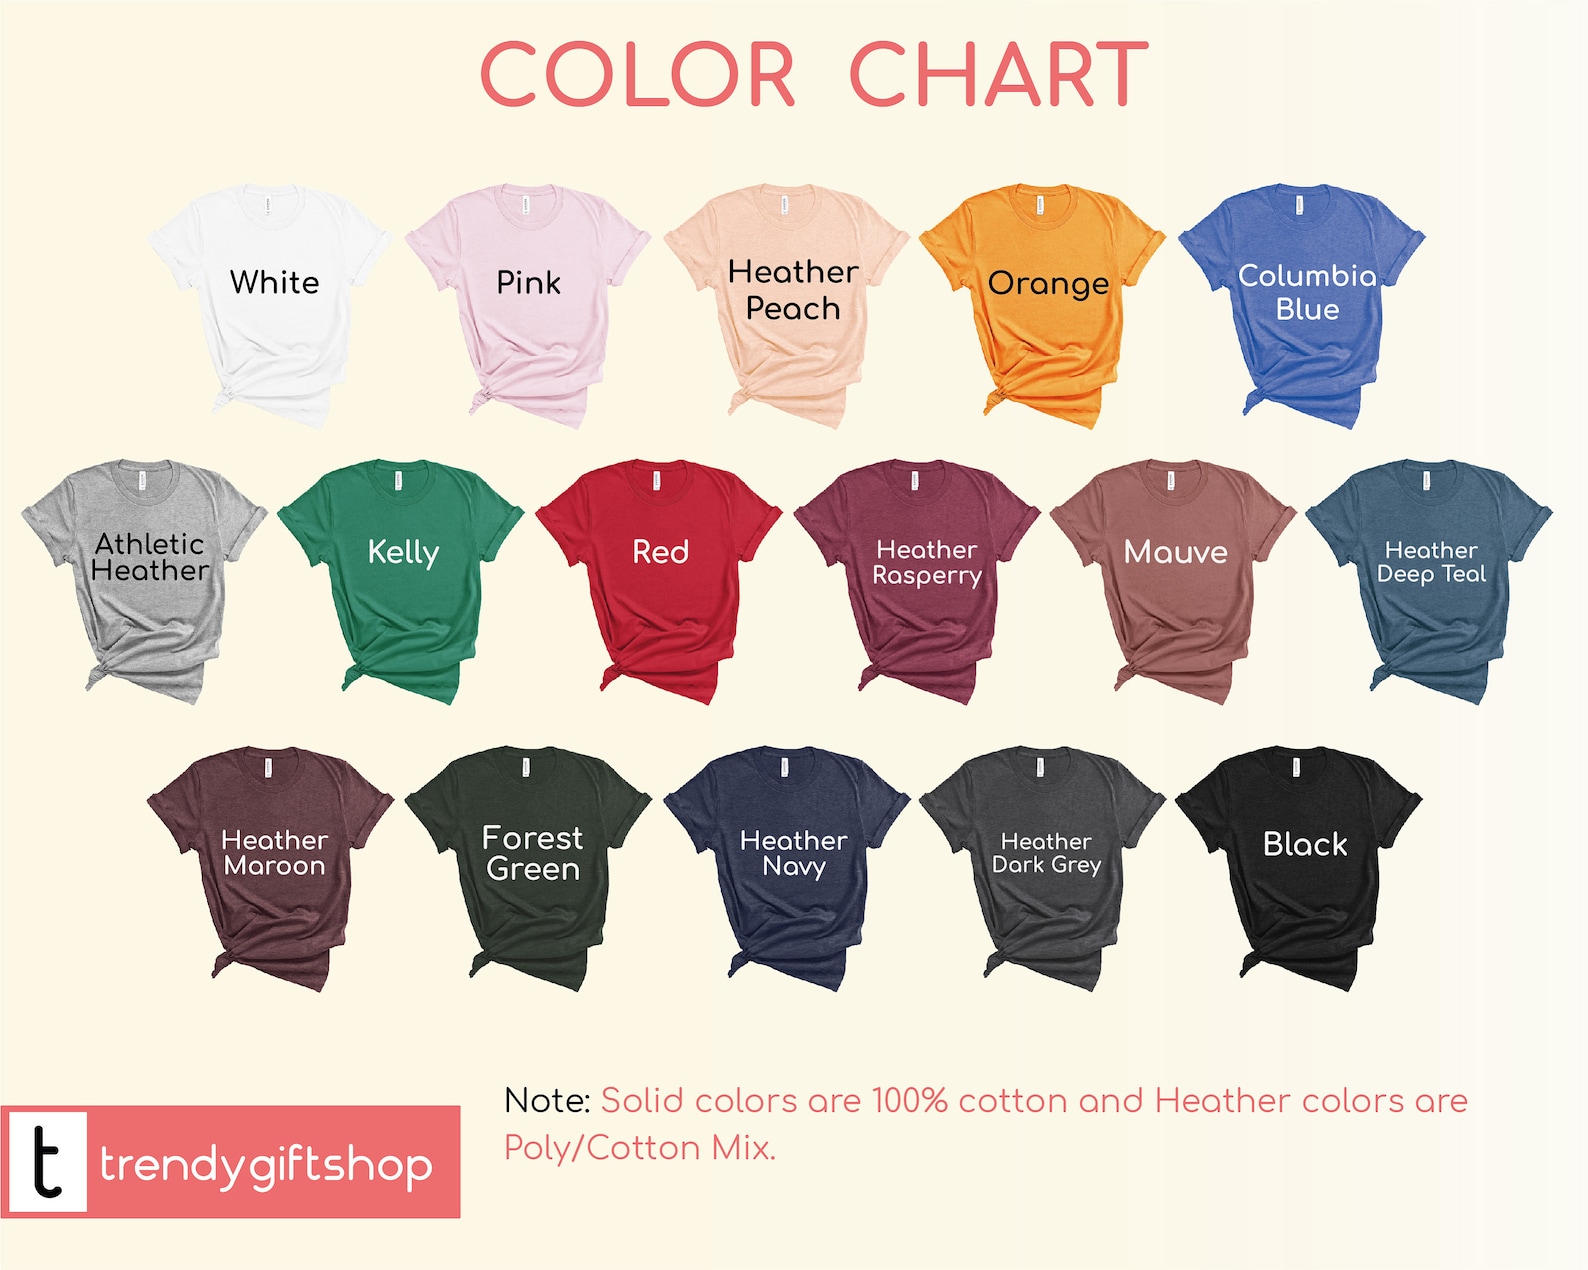 COLOR CHART
White
Pink
Heather
Peach
Orange
Columbia
Blue
Athletic
Heather
Kelly
Red
Heather
Rasperry
Mauve
Heather
Deep Teal
Heather
Maroon
Forest
Green
Heather
Navy
Heather
Dark Grey
Black
Note: Solid colors are 100% cotton and Heather colors are
Poly/Cotton Mix.
t trendygiftshop